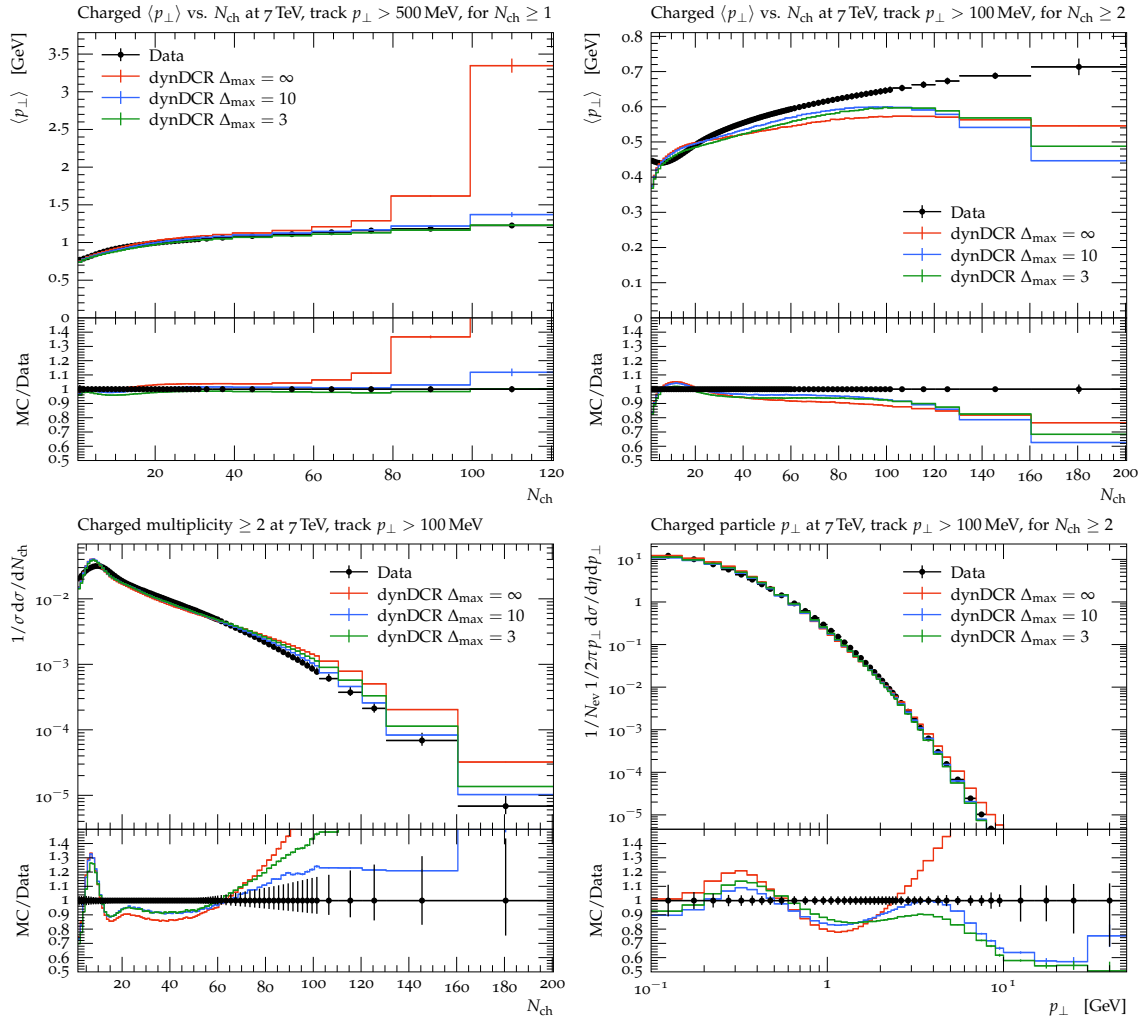 Charged ⟨p⊥⟩ vs. Nch at 7 TeV, track p⊥ > 500 MeV, for Nch ≥ 1
⟨p⊥⟩ [GeV]
3.5
3
2.5
2
1.5
1
0.5
0
Data
dynDCR Δmax = ∞
dynDCR Δmax = 10
dynDCR Δmax = 3
MC/Data
1.4
1.3
1.2
1.1
1
0.9
0.8
0.7
0.6
0.5
20 40 60 80 100 120
Nch
Charged ⟨p⊥⟩ vs. Nch at 7 TeV, track p⊥ > 100 MeV, for Nch ≥ 2
⟨p⊥⟩ [GeV]
0.8
0.7
0.6
0.5
0.4
0.3
0.2
0.1
0
Data
dynDCR Δmax = ∞
dynDCR Δmax = 10
dynDCR Δmax = 3
MC/Data
1.4
1.3
1.2
1.1
1
0.9
0.8
0.7
0.6
0.5
20 40 60 80 100 120 140 160 180 200
Nch
Charged multiplicity ≥ 2 at 7 TeV, track p⊥ > 100 MeV
1/σ dσ/dNch
10−2
10−3
10−4
10−5
Data
dynDCR Δmax = ∞
dynDCR Δmax = 10
dynDCR Δmax = 3
MC/Data
1.4
1.3
1.2
1.1
1
0.9
0.8
0.7
0.6
0.5
20 40 60 80 100 120 140 160 180 200
Nch
Charged particle p⊥ at 7 TeV, track p⊥ > 100 MeV, for Nch ≥ 2
1/Nev 1/2πp⊥ dσ/dηdp⊥
10 1
1
10−1
10−2
10−3
10−4
10−5
Data
dynDCR Δmax = ∞
dynDCR Δmax = 10
dynDCR Δmax = 3
MC/Data
1.4
1.3
1.2
1.1
1
0.9
0.8
0.7
0.6
0.5
10−1 1 10 1
p⊥ [GeV]